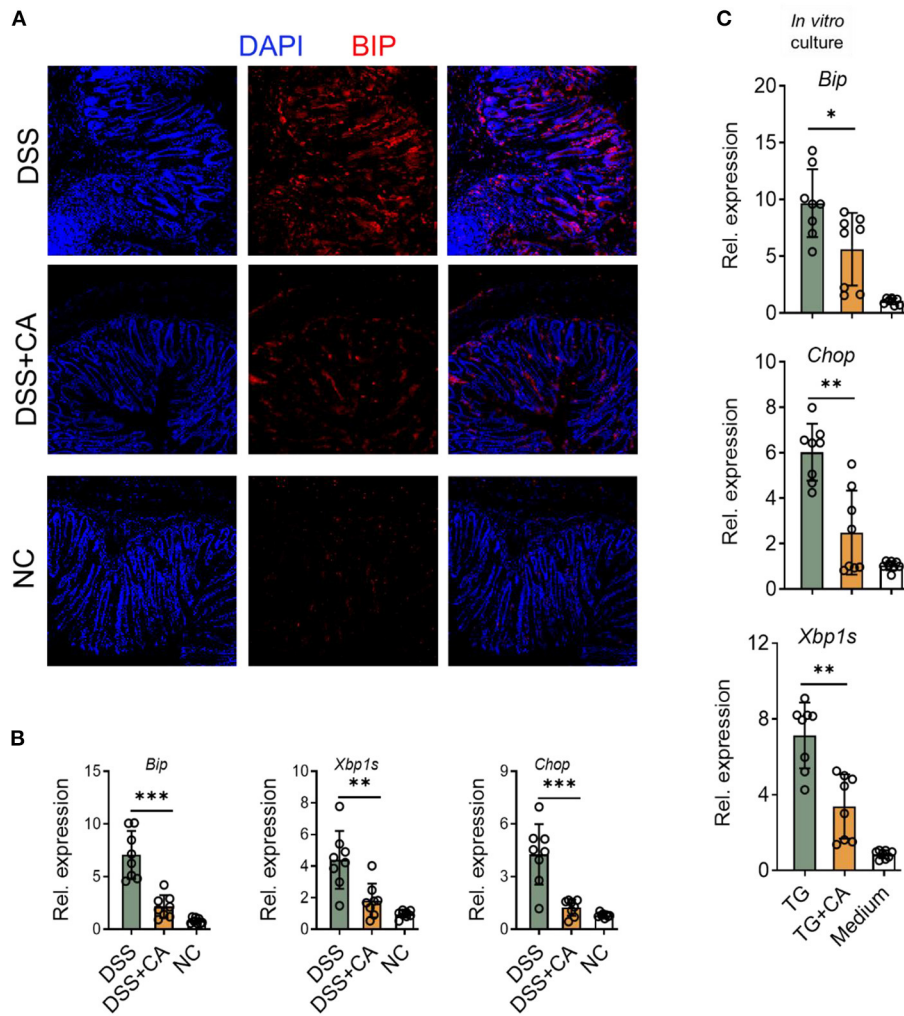 A
DAPI BIP
DSS
DSS+CA
NC
B
Bip
Rel. expression
15
10
5
0
***
DSS
DSS+CA
NC
Xbp1s
Rel. expression
10
8
6
4
2
0
**
DSS
DSS+CA
NC
Chop
Rel. expression
9
6
3
0
***
DSS
DSS+CA
NC
C
In vitro
culture
Bip
Rel. expression
20
15
10
5
0
*
Chop
Rel. expression
10
8
6
4
2
0
**
Xbp1s
Rel. expression
12
8
4
0
**
TG
TG+CA
Medium